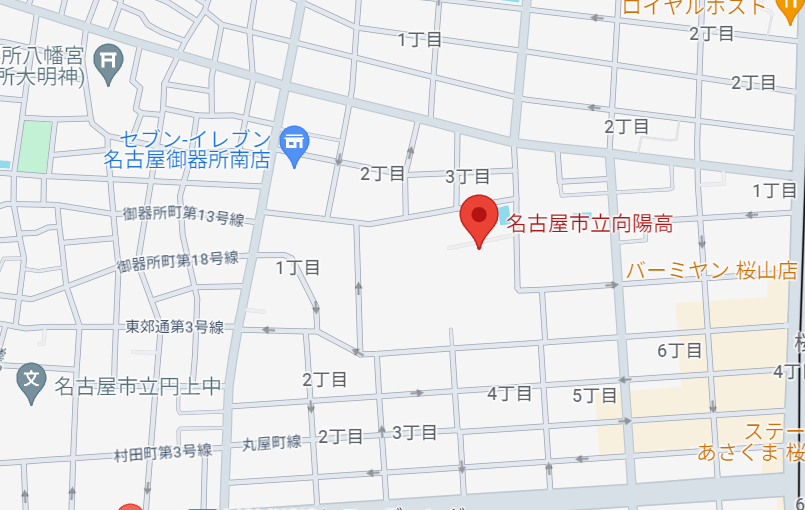 ロイヤルホスト
1丁目
2丁目
所八幡宮
所大明神)
2丁目
2丁目
セブン-イレブン
名古屋御器所南店
2丁目
3丁目
1丁目
御器所町第13号線
名古屋市立向陽高
御器所町第18号線
1丁目
バーミヤン 桜山店
東郊通第3号線
6丁目
4丁
2丁目
名古屋市立円上中
4丁目
5丁目
丸屋町線
2丁目
3丁目
ステー
あさくま 桜
村田町第3号線
6